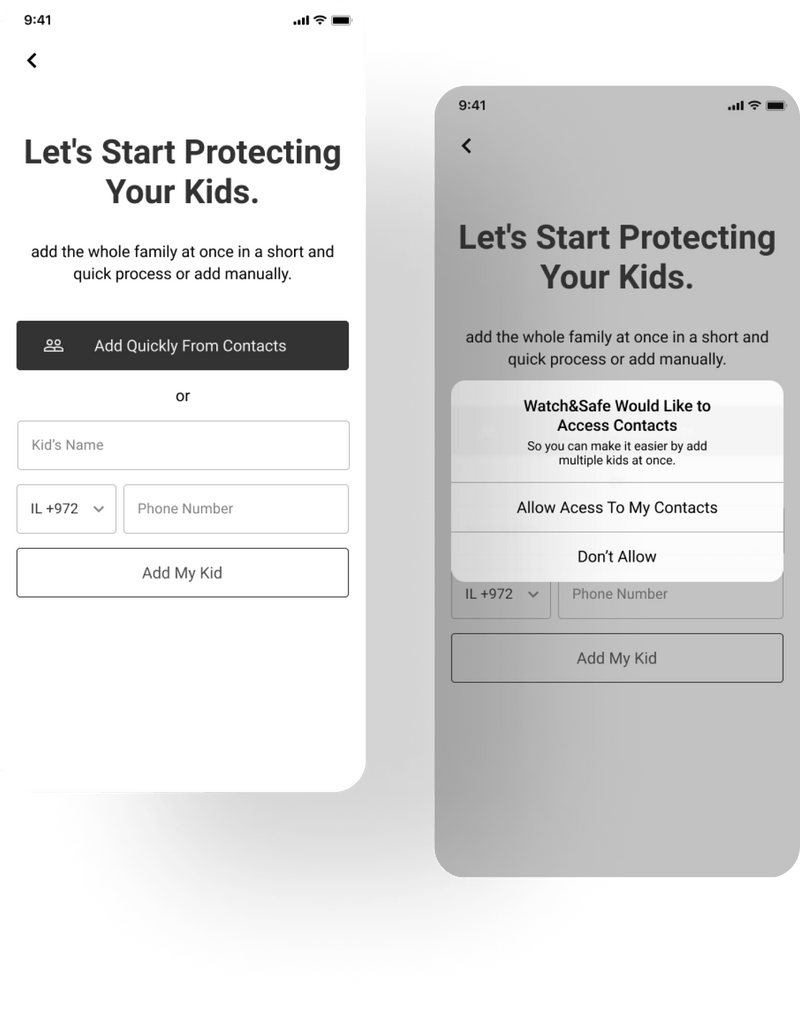 9:41
Let's Start Protecting
Your Kids.
add the whole family at once in a short and
quick process or add manually.
Add Quickly From Contacts
or
Kid's Name
IL +972
Phone Number
Add My Kid
9:41
Let's Start Protecting
Your Kids.
add the whole family at once in a short and
quick process or add manually.
Watch&Safe Would Like to
Access Contacts
So you can make it easier by add
multiple kids at once.
Allow Acess To My Contacts
Don’t Allow
IL +972
Phone Number
Add My Kid